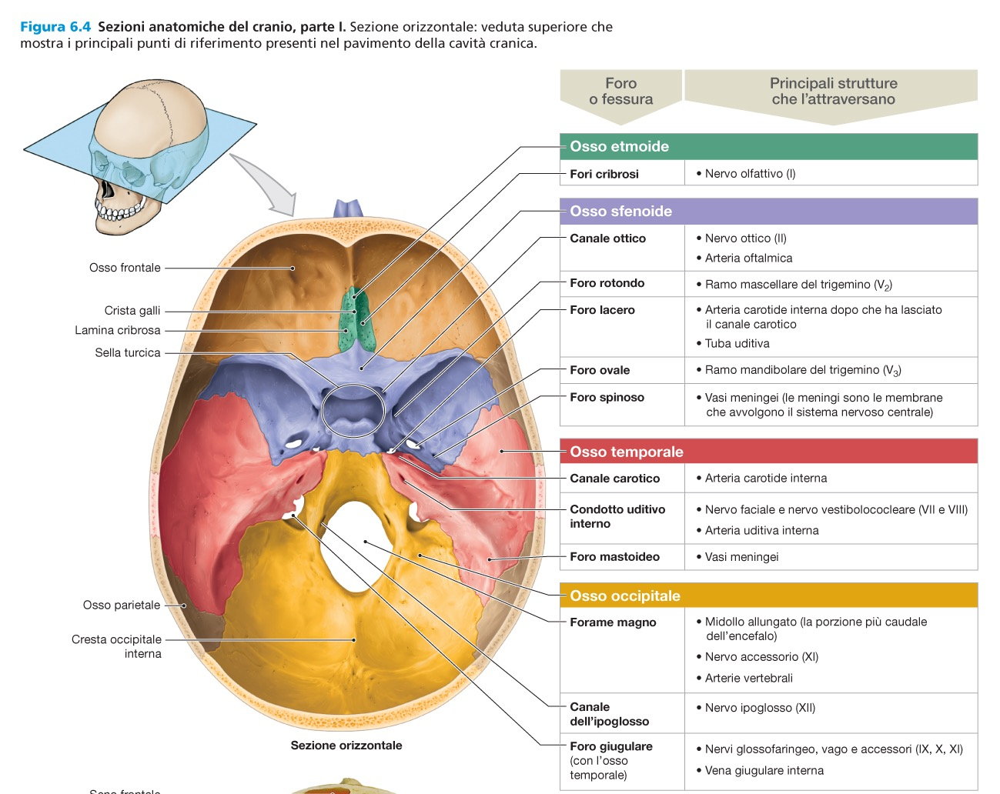 Figura 6.4 Sezioni anatomiche del cranio, parte I. Sezione orizzontale: veduta superiore che
mostra i principali punti di riferimento presenti nel pavimento della cavità cranica.
Foro
o fessura
Principali strutture
che l'attraversano
Osso etmoide
Fori cribrosi
• Nervo olfattivo (I)
Osso sfenoide
Canale ottico
• Nervo ottico (II)
• Arteria oftalmica
Foro rotondo
• Ramo mascellare del trigemino (V2)
Foro lacero
• Arteria carotide interna dopo che ha lasciato
il canale carotico
• Tuba uditiva
Foro ovale
• Ramo mandibolare del trigemino (V3)
Foro spinoso
• Vasi meningei (le meningi sono le membrane
che avvolgono il sistema nervoso centrale)
Osso temporale
Canale carotico
• Arteria carotide interna
Condotto uditivo
interno
• Nervo faciale e nervo vestibolococleare (VII e VIII)
• Arteria uditiva interna
Foro mastoideo
• Vasi meningei
Osso occipitale
Forame magno
• Midollo allungato (la porzione più caudale
dell'encefalo)
• Nervo accessorio (XI)
• Arterie vertebrali
Canale
dell'ipoglosso
• Nervo ipoglosso (XII)
Foro giugulare
(con l'osso
temporale)
• Nervi glossofaringeo, vago e accessori (IX, X, XI)
• Vena giugulare interna
Osso frontale
Crista galli
Lamina cribrosa
Sella turcica
Osso parietale
Cresta occipitale
interna
Sezione orizzontale